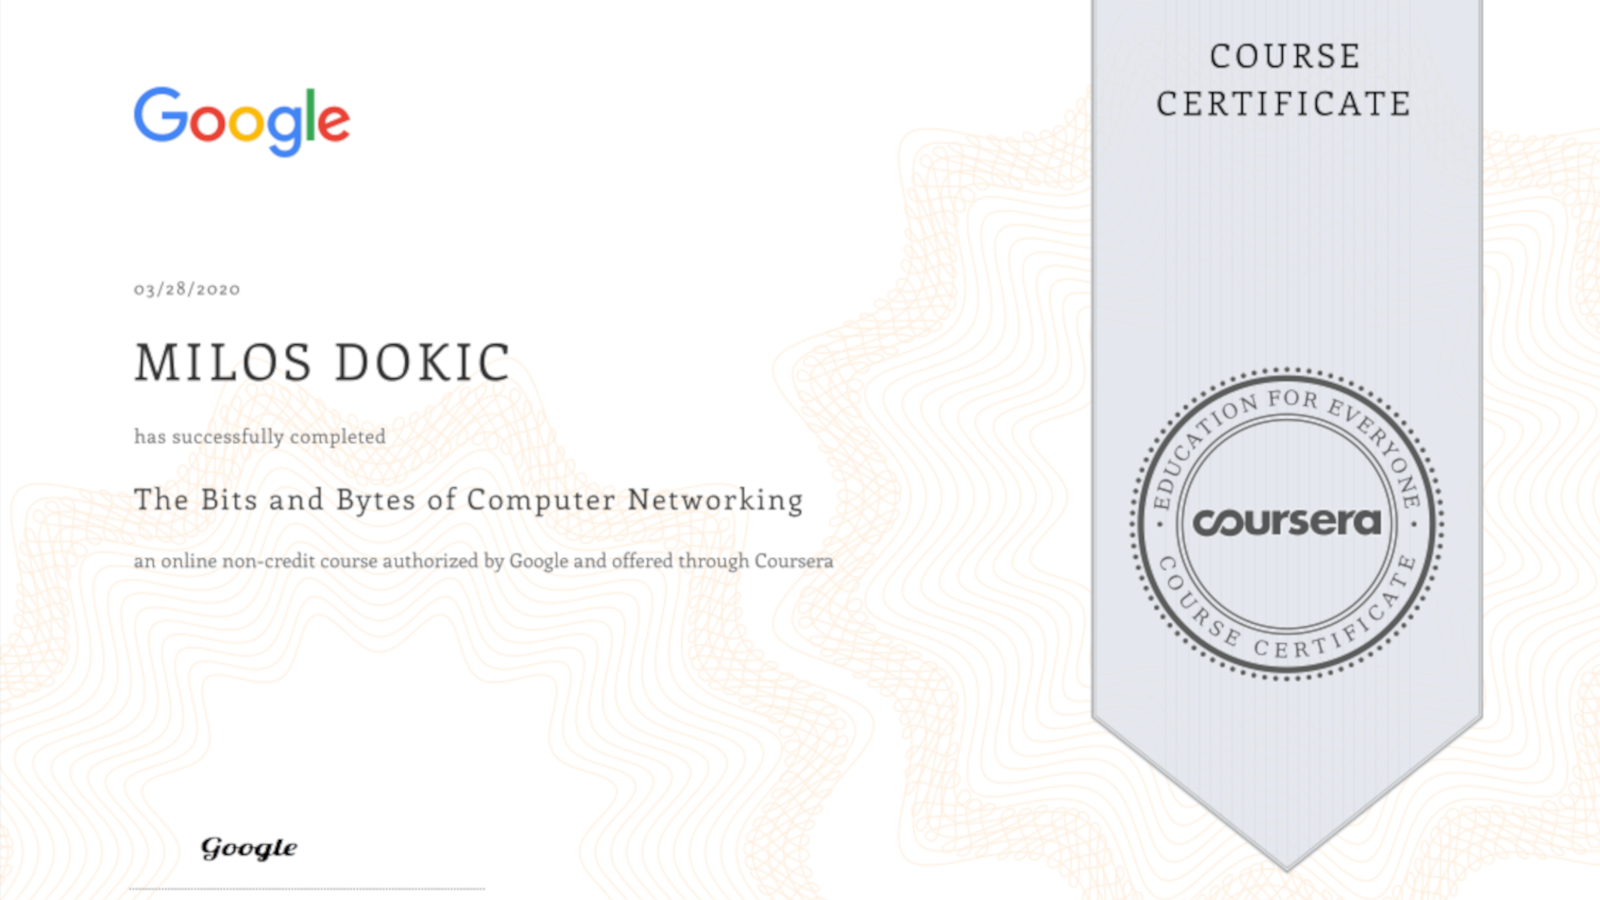 Google
03/28/2020
MILOS DOKIC
has successfully completed
The Bits and Bytes of Computer Networking
an online non-credit course authorized by Google and offered through Coursera
Google
COURSE
CERTIFICATE
EDUCATION FOR EVERYONE
coursera
COURSE CERTIFICATE